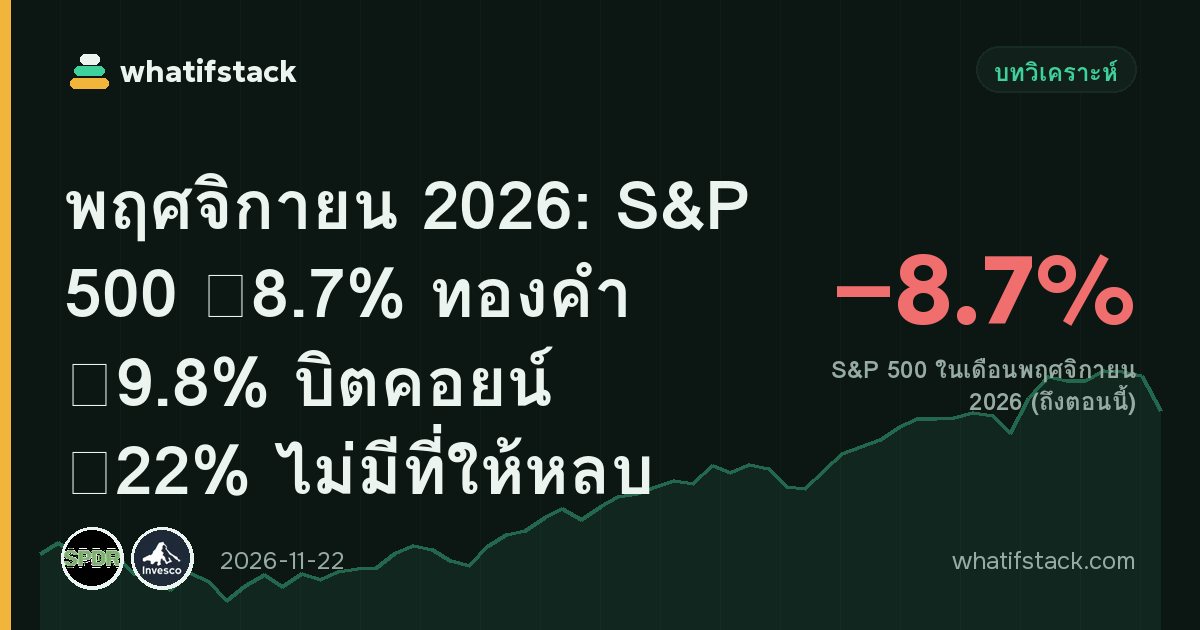 whatifstack
บทวิเคราะห์
พฤศจิกายน 2026: S&P
500 □8.7% ทองคำ
□9.8% บิตคอยน์
□22% ไม่มีที่ให้หลบ
−8.7%
S&P 500 ในเดือนพฤศจิกายน
2026 (ถึงตอนนี้)
SPDR
Invesco
2026-11-22
whatifstack.com